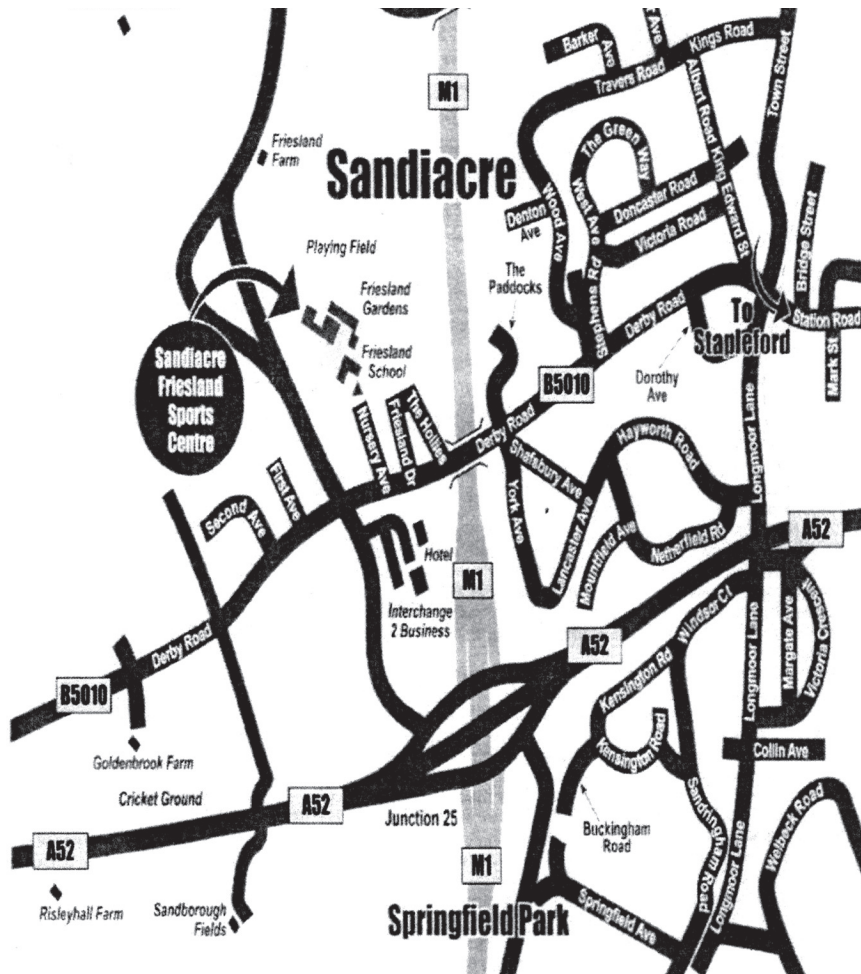 Barker
Ave
Ave
Kings Road
Travers Road
Town Street
M1
Albert Road
King Edward St
The Green
Way
Friesland
Farm
Sandiacre
Wood Ave
West Ave
Doncaster Road
Denton
Ave
Victoria Road
Bridge Street
Playing Field
The
Paddocks
Stephens Rd
Derby Road
Friesland
Gardens
To
Stapleford
Station Road
Mark St
Sandiacre
Friesland
Sports
Centre
Friesland
School
B5010
Dorothy
Ave
The Hollies
Friesland Dr
Nursery Ave
Derby Road
Hayworth Road
Longmoor Lane
Shafsbury Ave
First Ave
Second Ave
York Ave
Lancaster Ave
Mountfield Ave
Netherfield Rd
A52
Hotel
M1
Interchange
2 Business
Windsor Ct
Margate Ave
Victoria Crescent
Longmoor Lane
Derby Road
A52
Kensington Rd
B5010
Kensington Road
Collin Ave
Goldenbrook Farm
Cricket Ground
A52
Junction 25
Sandringham Road
Welback Road
Buckingham
Road
A52
M1
Longmoor Lane
Risleyhall Farm
Sandborough
Fields
Springfield Park
Springfield Ave